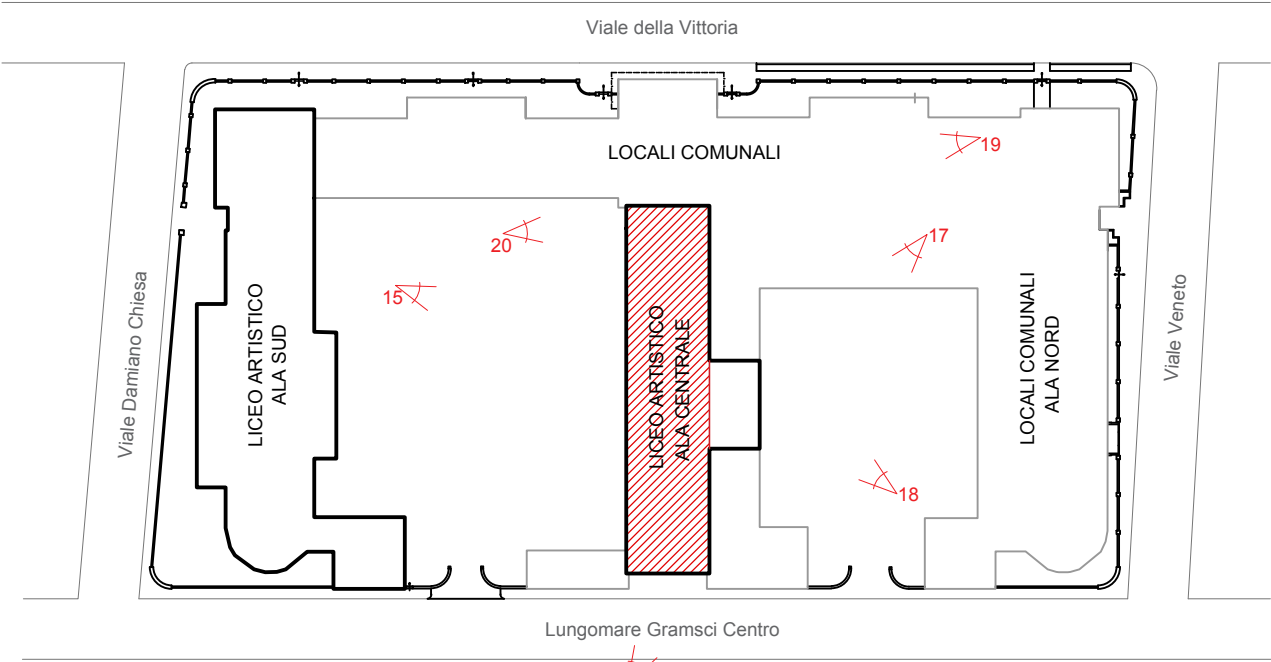 Viale della Vittoria
LOCALI COMUNALI
19
20
17
15
18
Viale Damiano Chiesa
LICEO ARTISTICO
ALA SUD
LICEO ARTISTICO
ALA CENTRALE
LOCALI COMUNALI
ALA NORD
Viale Veneto
Lungomare Gramsci Centro